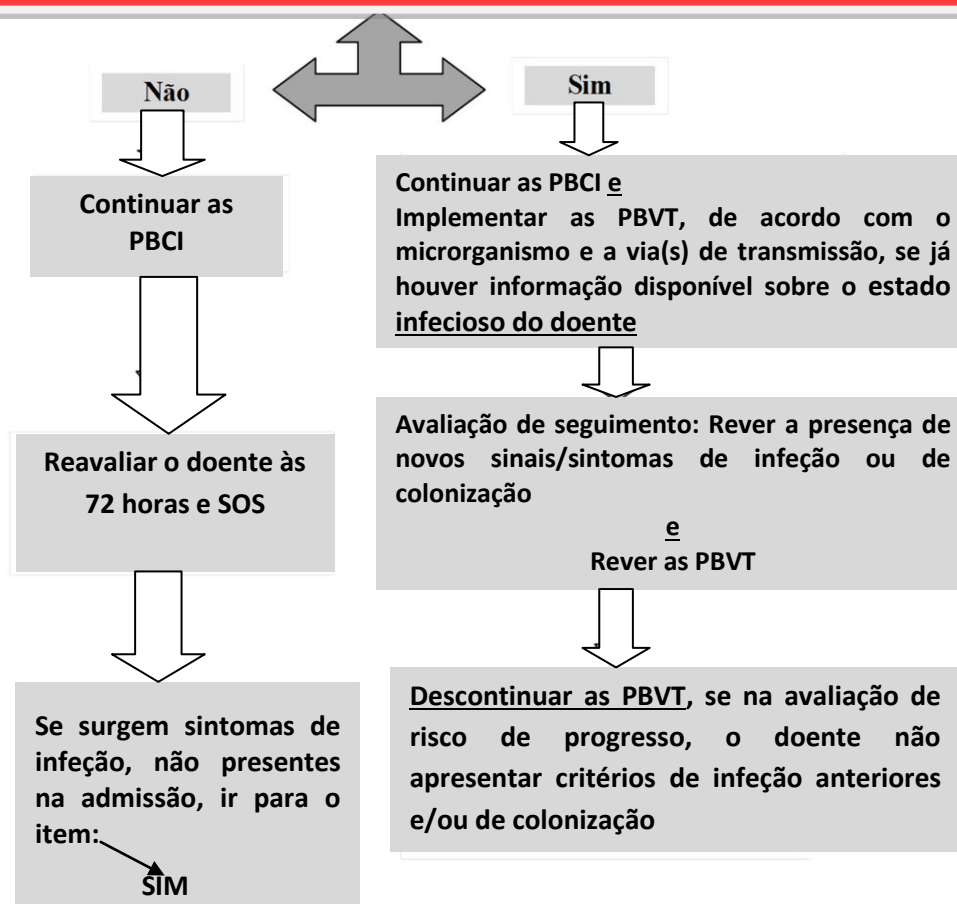 Não
Continuar as
PBCI
Reavaliar o doente às
72 horas e SOS
Se surgem sintomas de
infeção, não presentes
na admissão, ir para o
item:
SIM
Sim
Continuar as PBCI e
Implementar as PBVT, de acordo com o
microrganismo e a via(s) de transmissão, se já
houver informação disponível sobre o estado
infecioso do doente
Avaliação de seguimento: Rever a presença de
novos sinais/sintomas de infeção ou de
colonização
e
Rever as PBVT
Descontinuar as PBVT, se na avaliação de
risco de progresso, o doente não
apresentar critérios de infeção anteriores
e/ou de colonização